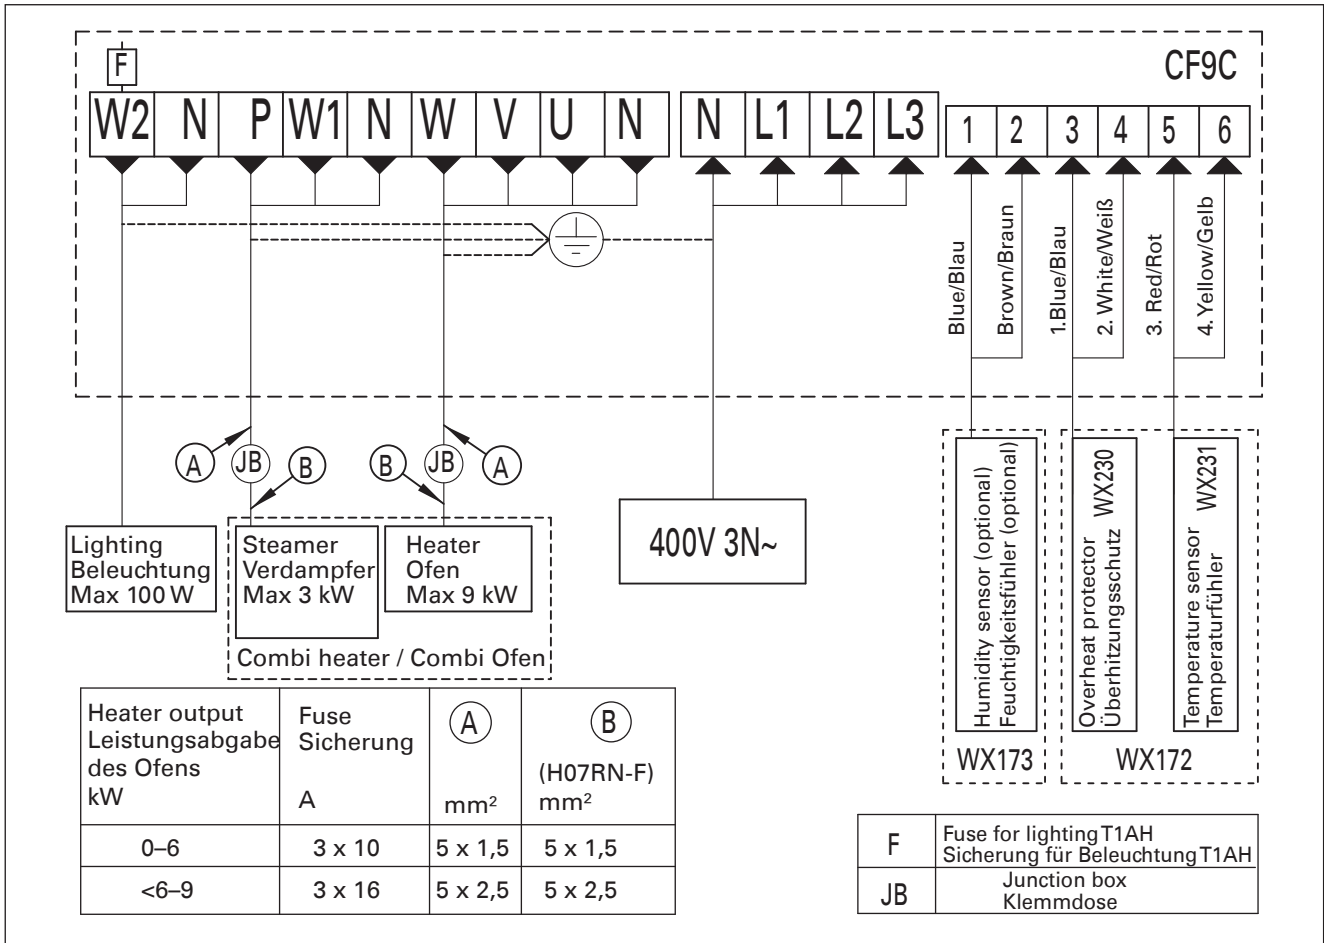 F
CF9C
W2 N P W1 N W V U N N L1 L2 L3 1 2 3 4 5 6
Blue/Blau
Brown/Braun
1.Blue/Blau
2. White/Weiß
3. Red/Rot
4. Yellow/Gelb
A JB B B JB A
Lighting
Beleuchtung
Max 100 W
Steamer
Verdampfer
Max 3 kW
Heater
Ofen
Max 9 kW
Combi heater / Combi Ofen
400V 3N~
Humidity sensor (optional)
Feuchtigkeitsfühler (optional)
WX173
Overheat protector
Überhitzungsschutz WX230
Temperature sensor
Temperaturfühler WX231
WX172
Heater output
Leistungsabgabe
des Ofens
kW
Fuse
Sicherung
A
A
mm²
B
(H07RN-F)
mm²
0–6 3 x 10 5 x 1,5 5 x 1,5
<6–9 3 x 16 5 x 2,5 5 x 2,5
F Fuse for lighting T1AH
Sicherung für Beleuchtung T1AH
JB Junction box
Klemmdose